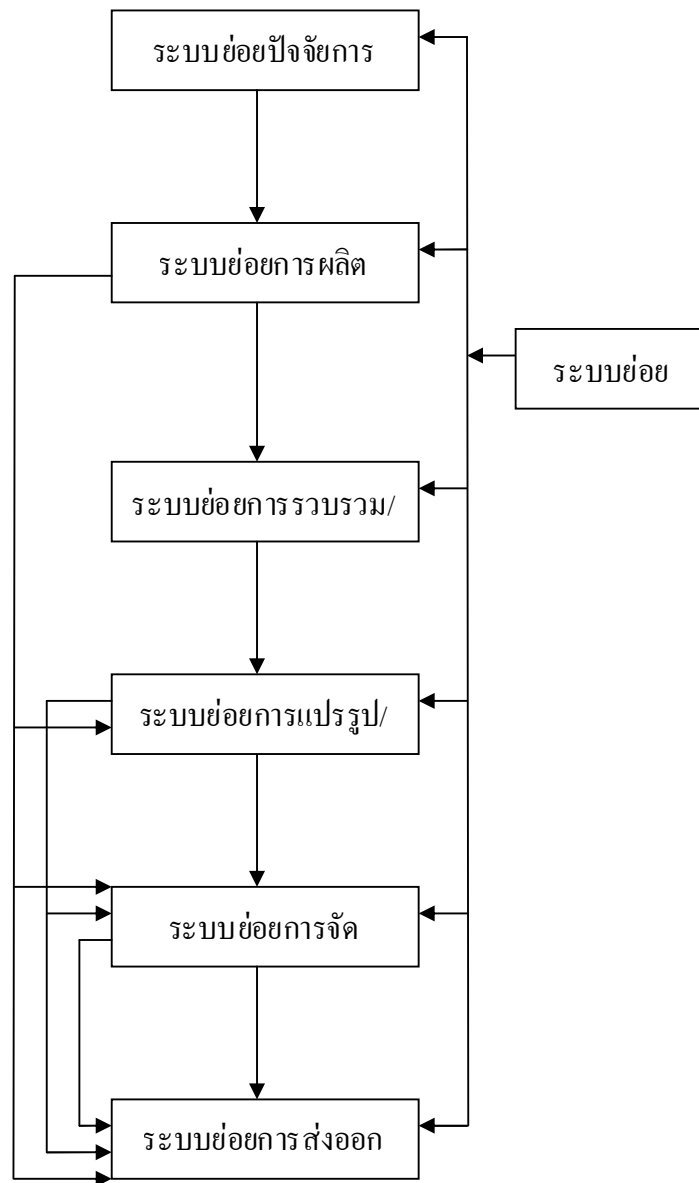 ระบบย่อยปัจจัยการ
ระบบย่อยการผลิต
ระบบย่อย
ระบบย่อยการรวบรวม/
ระบบย่อยการแปรรูป/
ระบบย่อยการจัด
ระบบย่อยการส่งออก